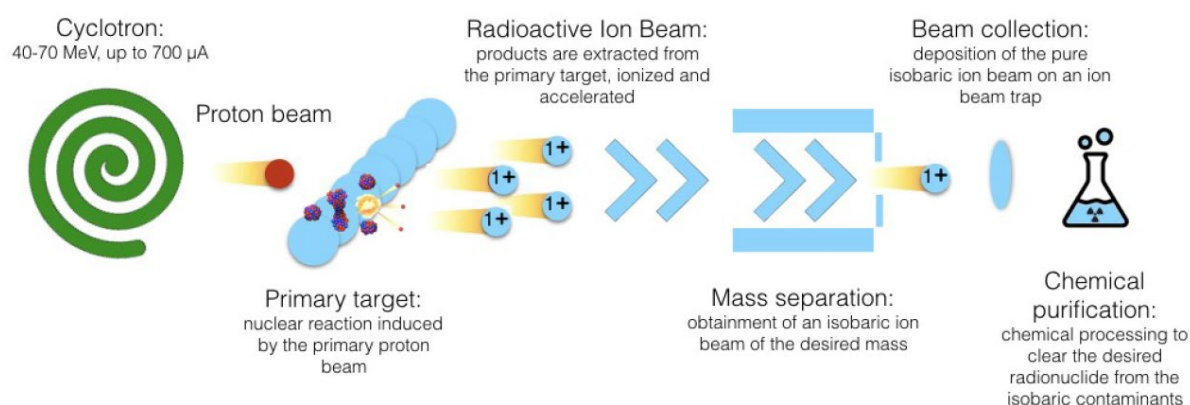 Cyclotron:
40-70 MeV, up to 700 µA
Proton beam
Primary target:
nuclear reaction induced
by the primary proton
beam
Radioactive Ion Beam:
products are extracted from
the primary target, ionized and
accelerated
1+
1+
1+
1+
Mass separation:
obtainment of an isobaric ion
beam of the desired mass
1+
Beam collection:
deposition of the pure
isobaric ion beam on an ion
beam trap
Chemical
purification:
chemical processing to
clear the desired
radionuclide from the
isobaric contaminants